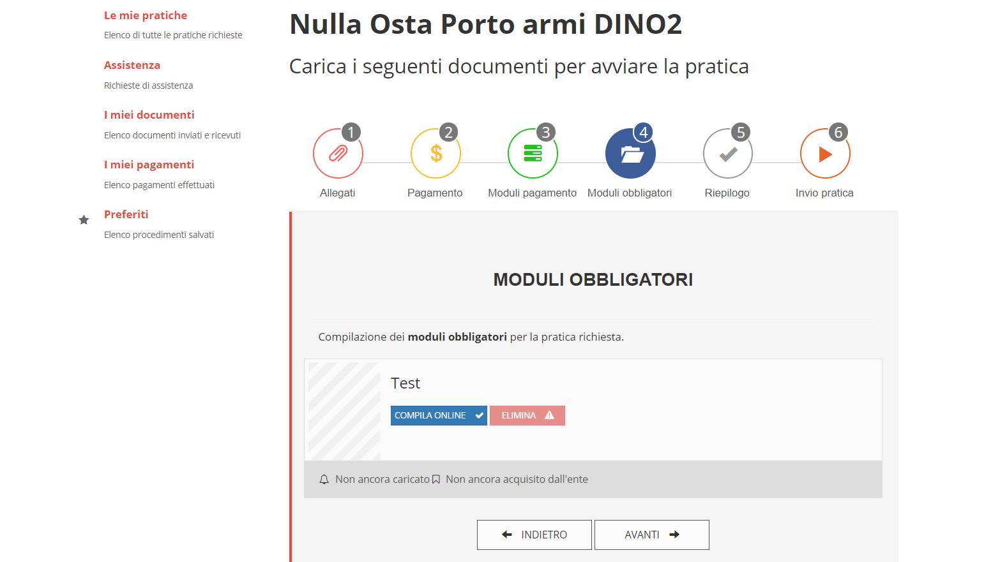 Le mie pratiche
Elenco di tutte le pratiche richieste
Assistenza
Richieste di assistenza
I miei documenti
Elenco documenti inviati e ricevuti
I miei pagamenti
Elenco pagamenti effettuati
Preferiti
Elenco procedimenti salvati
Nulla Osta Porto armi DINO2
Carica i seguenti documenti per avviare la pratica
1 2 3 4 5 6
$
Allegati Pagamento Moduli pagamento Moduli obbligatori Riepilogo Invio pratica
MODULI OBBLIGATORI
Compilazione dei moduli obbligatori per la pratica richiesta.
Test
COMPILA ONLINE ELIMINA
Non ancora caricato Non ancora acquisito dall'ente
INDIETRO AVANTI